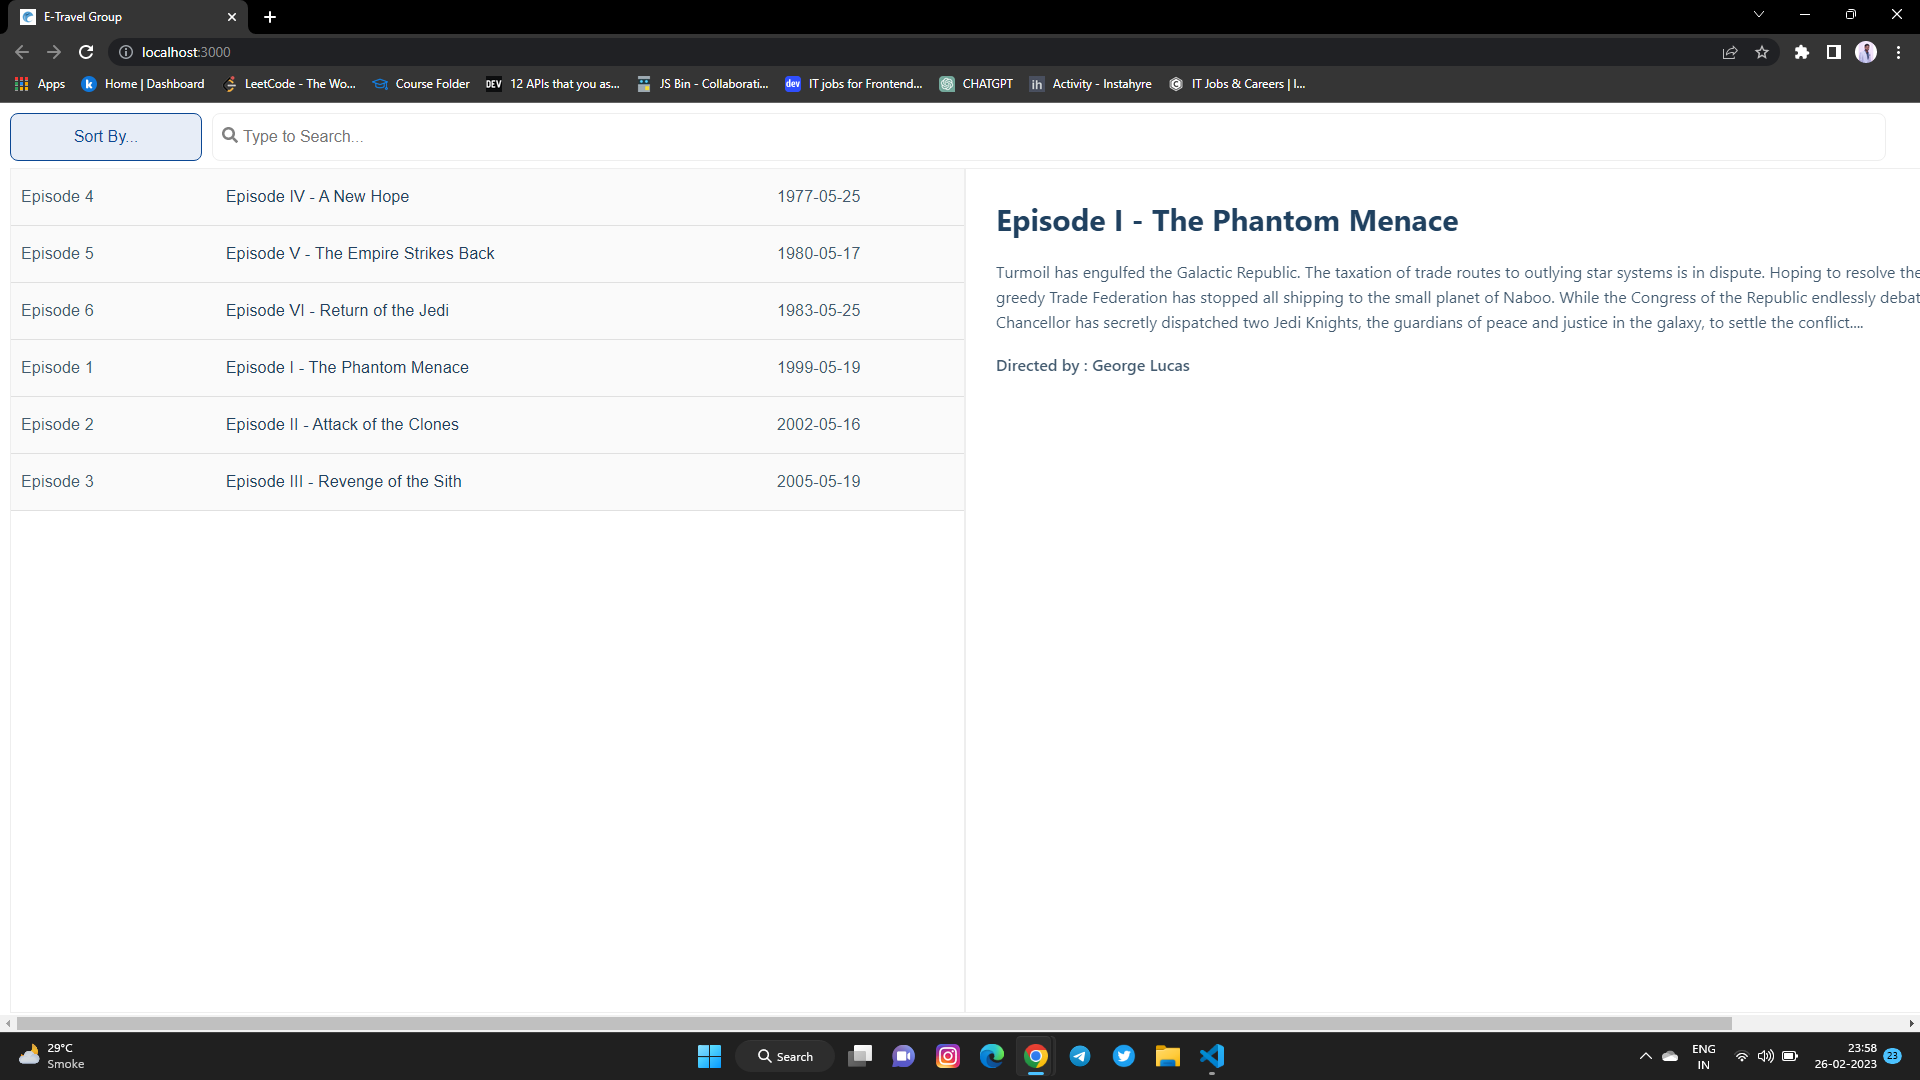 E-Travel Group
localhost:3000
Apps
Home | Dashboard
LeetCode - The Wo...
Course Folder
DEV 12 APIs that you as...
JS Bin - Collaborati...
dev IT jobs for Frontend...
CHATGPT
ih Activity - Instahyre
IT Jobs & Careers | I...
Sort By...
Type to Search...
Episode 4 Episode IV - A New Hope 1977-05-25
Episode 5 Episode V - The Empire Strikes Back 1980-05-17
Episode 6 Episode VI - Return of the Jedi 1983-05-25
Episode 1 Episode I - The Phantom Menace 1999-05-19
Episode 2 Episode II - Attack of the Clones 2002-05-16
Episode 3 Episode III - Revenge of the Sith 2005-05-19
Episode I - The Phantom Menace
Turmoil has engulfed the Galactic Republic. The taxation of trade routes to outlying star systems is in dispute. Hoping to resolve the
greedy Trade Federation has stopped all shipping to the small planet of Naboo. While the Congress of the Republic endlessly debat
Chancellor has secretly dispatched two Jedi Knights, the guardians of peace and justice in the galaxy, to settle the conflict....
Directed by : George Lucas
29°C
Smoke
Search
ENG
IN
23:58
26-02-2023
23